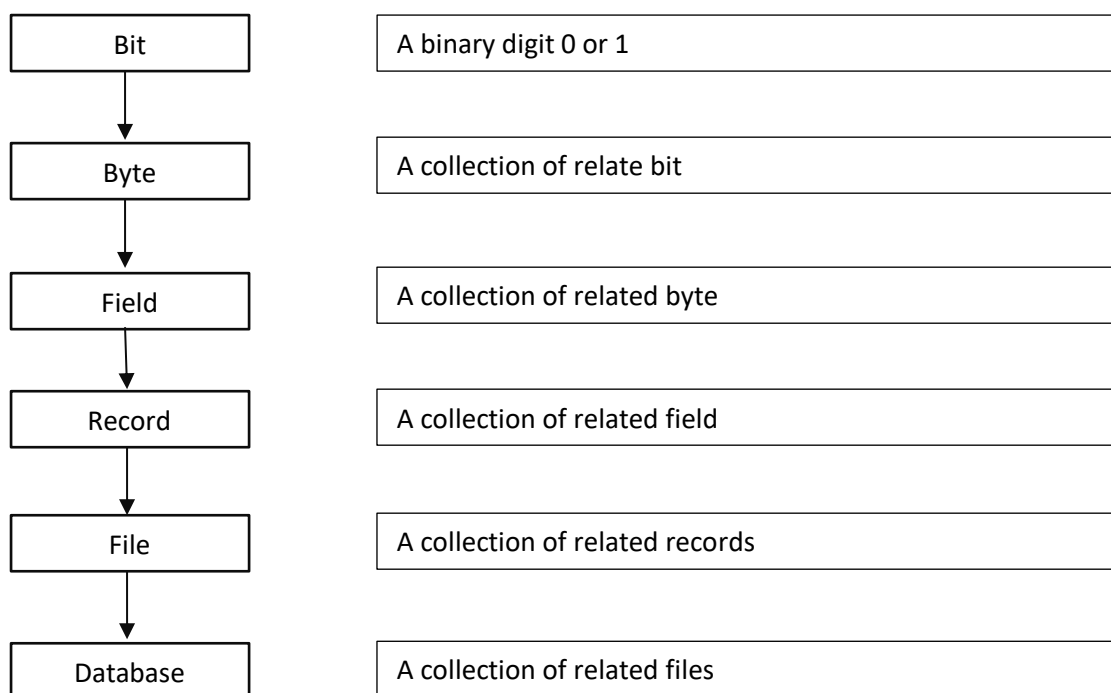 Bit
A binary digit 0 or 1
Byte
A collection of relate bit
Field
A collection of related byte
Record
A collection of related field
File
A collection of related records
Database
A collection of related files